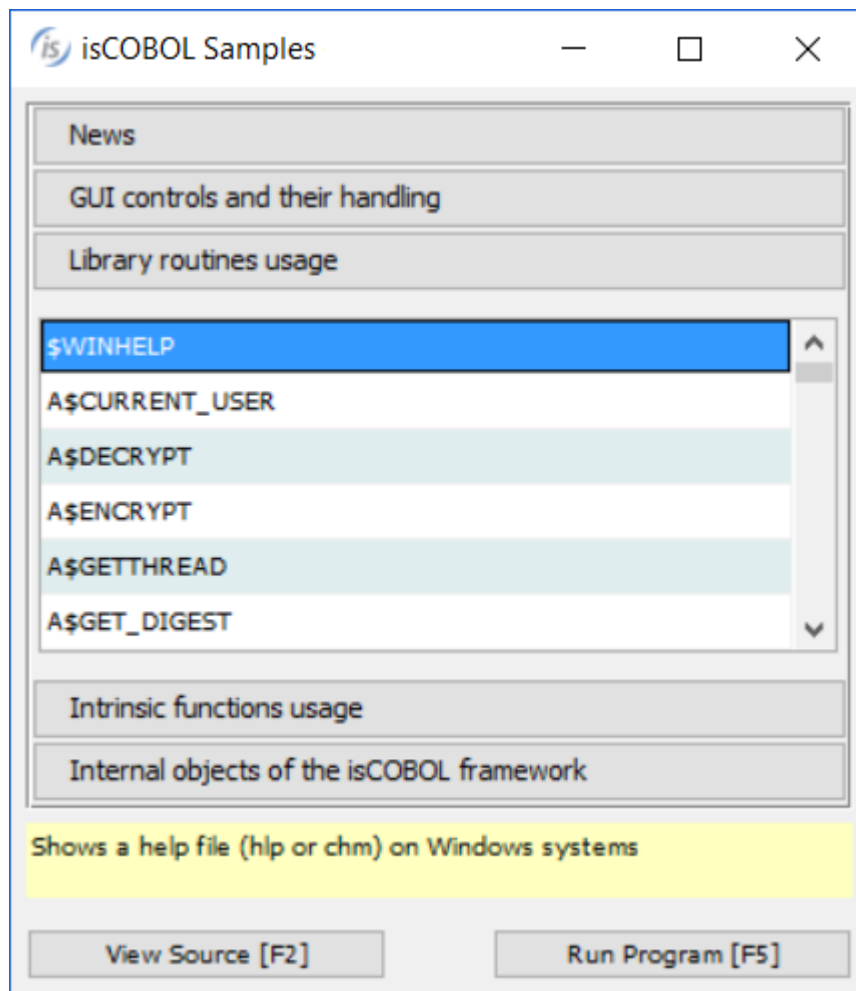 is isCOBOL Samples
News
GUI controls and their handling
Library routines usage
$WINHELP
A$CURRENT_USER
A$DECRYPT
A$ENCRYPT
A$GETTHREAD
A$GET_DIGEST
Intrinsic functions usage
Internal objects of the isCOBOL framework
Shows a help file (hlp or chm) on Windows systems
View Source [F2] Run Program [F5]